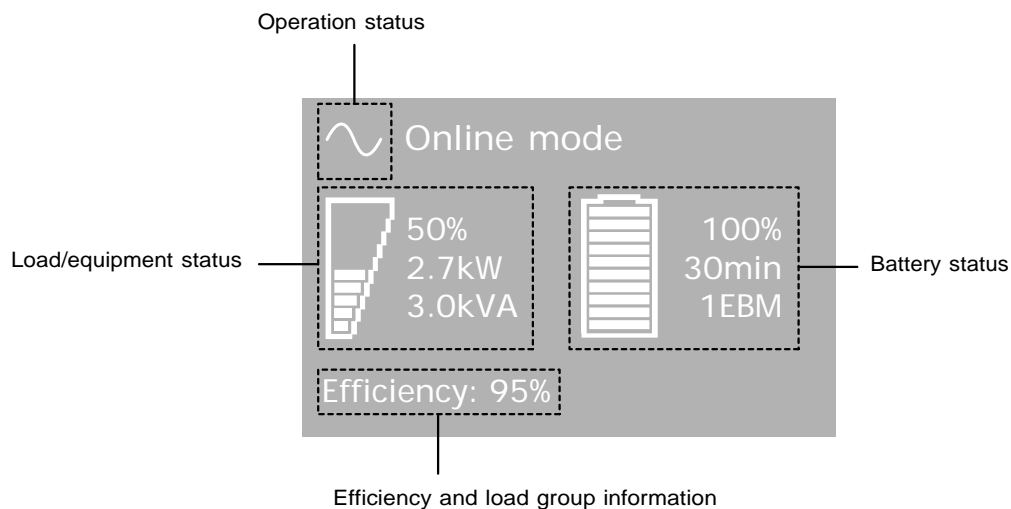 Operation status
Online mode
Load/equipment status
50%
2.7kW
3.0kVA
100%
30min
1EBM
Battery status
Efficiency: 95%
Efficiency and load group information